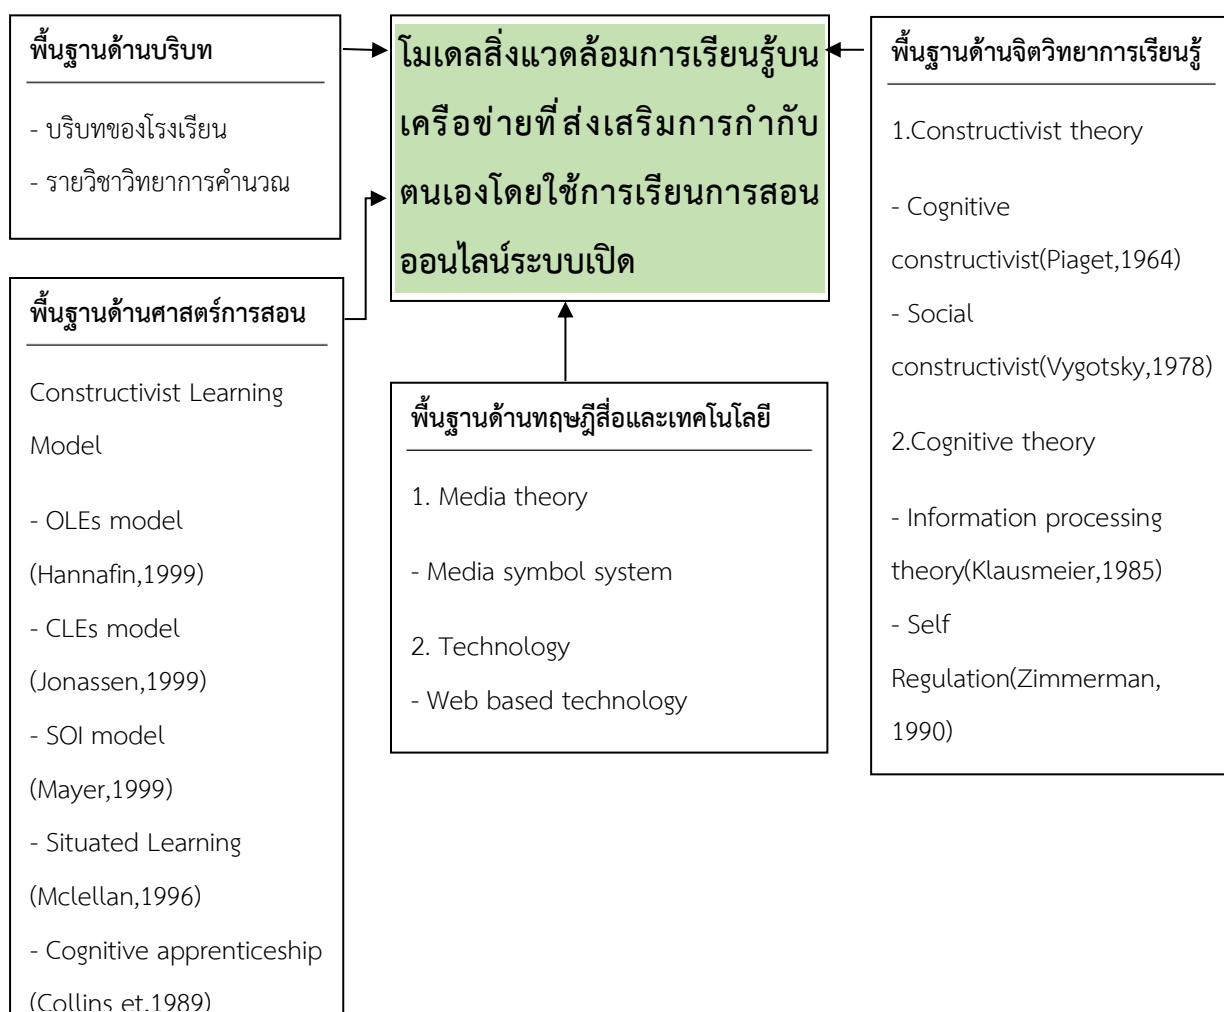 พื้นฐานด้านบริบท
- บริบทของโรงเรียน
- รายวิชาวิทยาการคำนวณ
โมเดลสิ่งแวดล้อมการเรียนรู้บน
เครือข่ายที่ส่งเสริมการกำกับ
ตนเองโดยใช้การเรียนการสอน
ออนไลน์ระบบเปิด
พื้นฐานด้านจิตวิทยาการเรียนรู้
1.Constructivist theory
- Cognitive
constructivist(Piaget,1964)
- Social
constructivist(Vygotsky,1978)
2.Cognitive theory
- Information processing
theory(Klausmeier,1985)
- Self
Regulation(Zimmerman,
1990)
พื้นฐานด้านศาสตร์การสอน
Constructivist Learning
Model
- OLEs model
(Hannafin,1999)
- CLEs model
(Jonassen,1999)
- SOI model
(Mayer,1999)
- Situated Learning
(Mclellan,1996)
- Cognitive apprenticeship
(Collins et,1989)
พื้นฐานด้านทฤษฎีสื่อและเทคโนโลยี
1. Media theory
- Media symbol system
2. Technology
- Web based technology